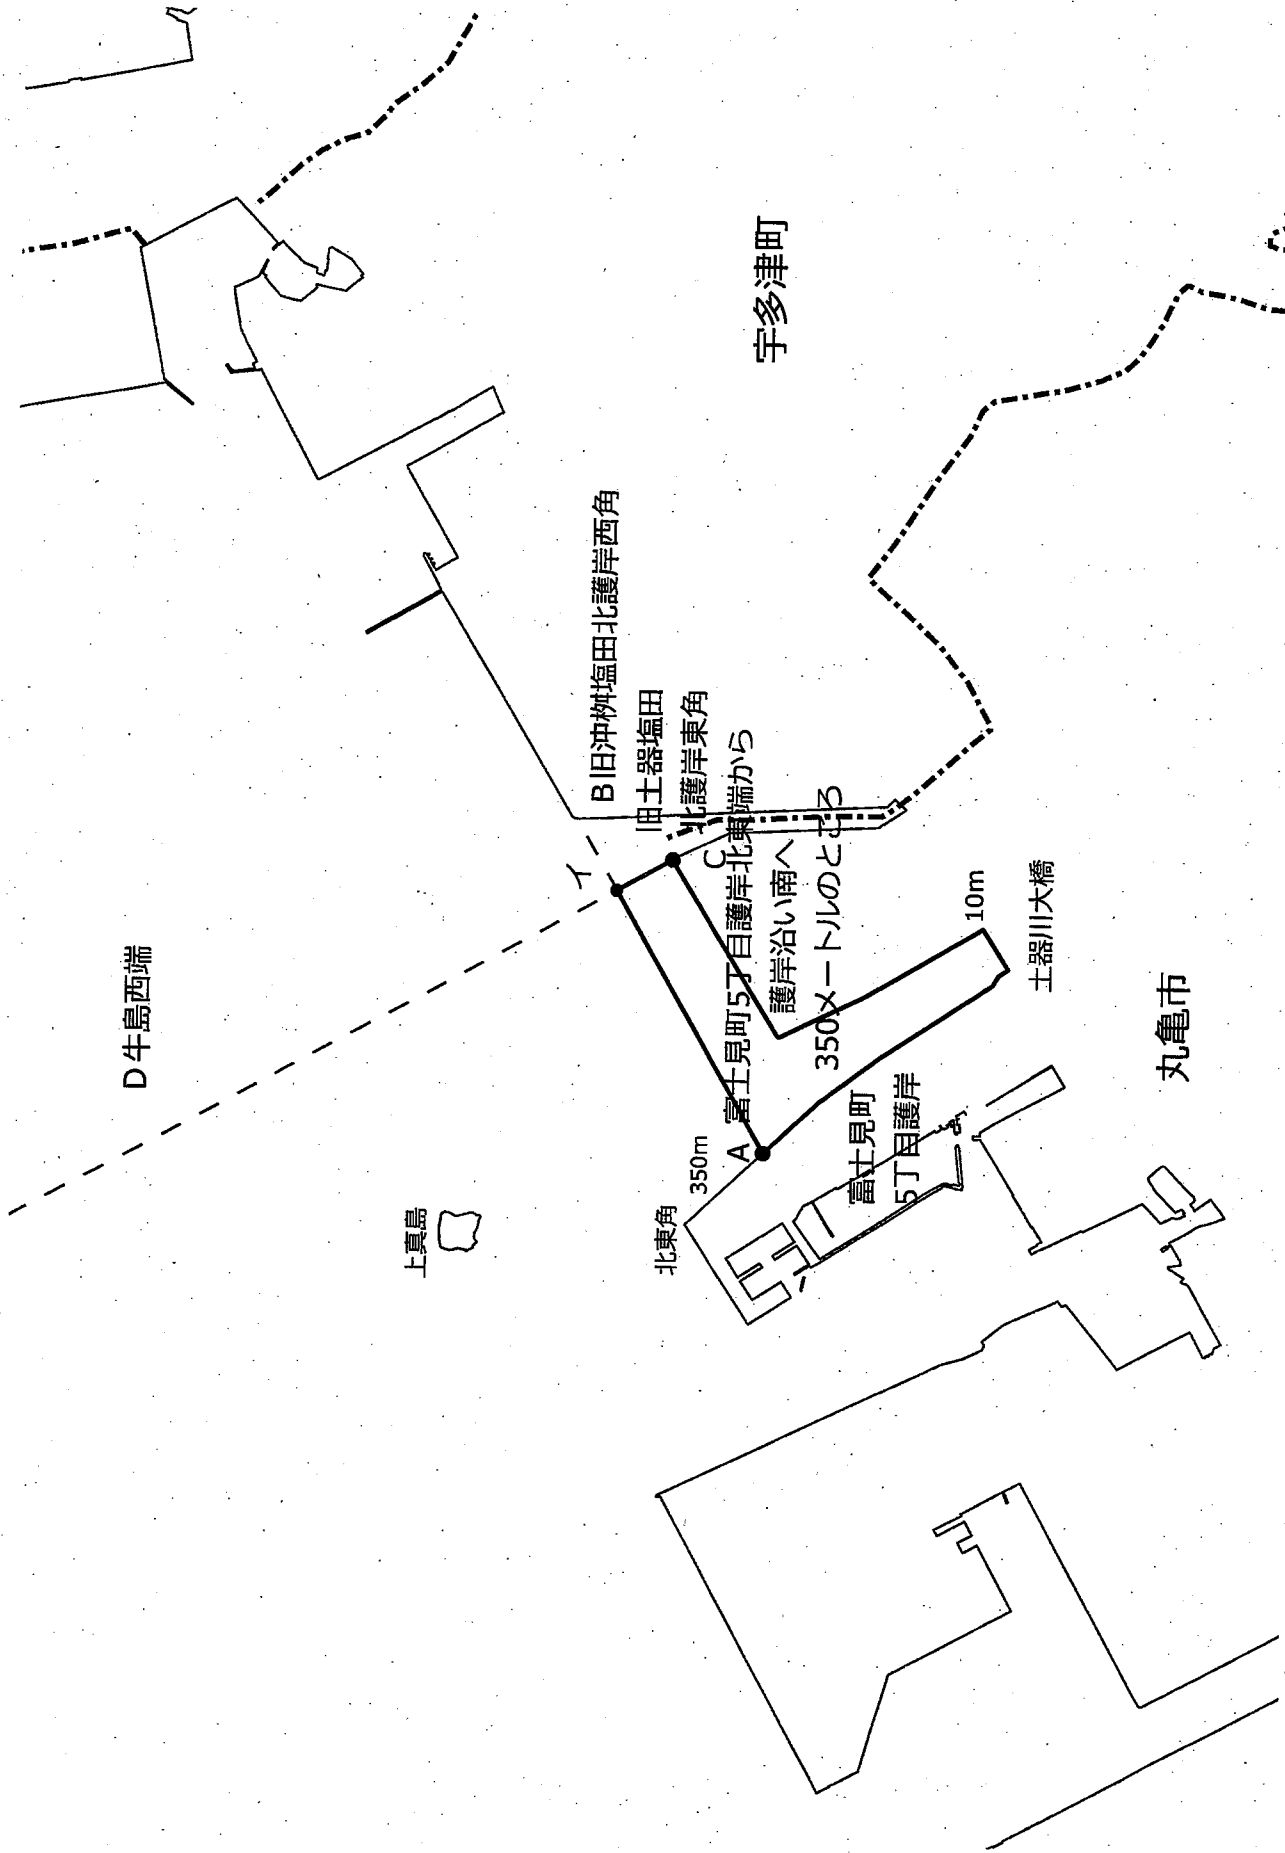 D牛島西端
上真島
イ
B旧沖桝塩田北護岸西角
旧土器塩田
北護岸東角
C
北東角
350m
A
富士見町5丁目護岸北東端から
護岸沿い南へ
350メートルのところ
富士見町
5丁目護岸
10m
土器川大橋
宇多津町
丸亀市